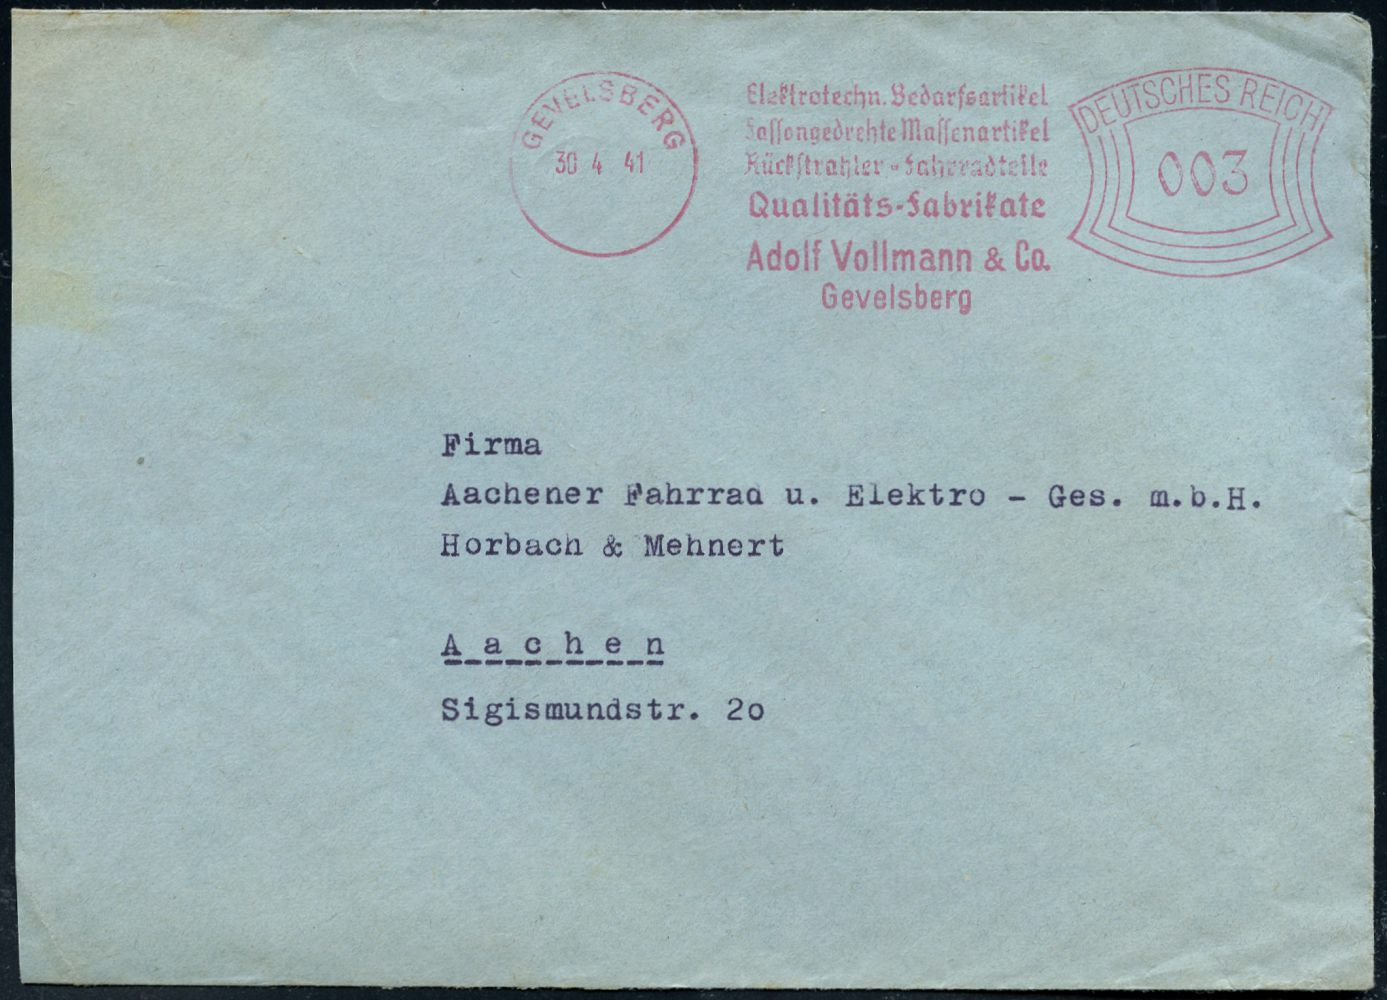 GEVELSBERG
30 4 41
Elektrotechn. Bedarfsartikel
Fassongedrehte Massenartikel
Rückstrahler - Fahrradteile
Qualitäts-Fabrikate
Adolf Vollmann & Co.
Gevelsberg
DEUTSCHES REICH
003
Firma
Aachener Fahrrad u. Elektro - Ges. m.b.H.
Horbach & Mehnert
A a c h e n
Sigismundstr. 2o